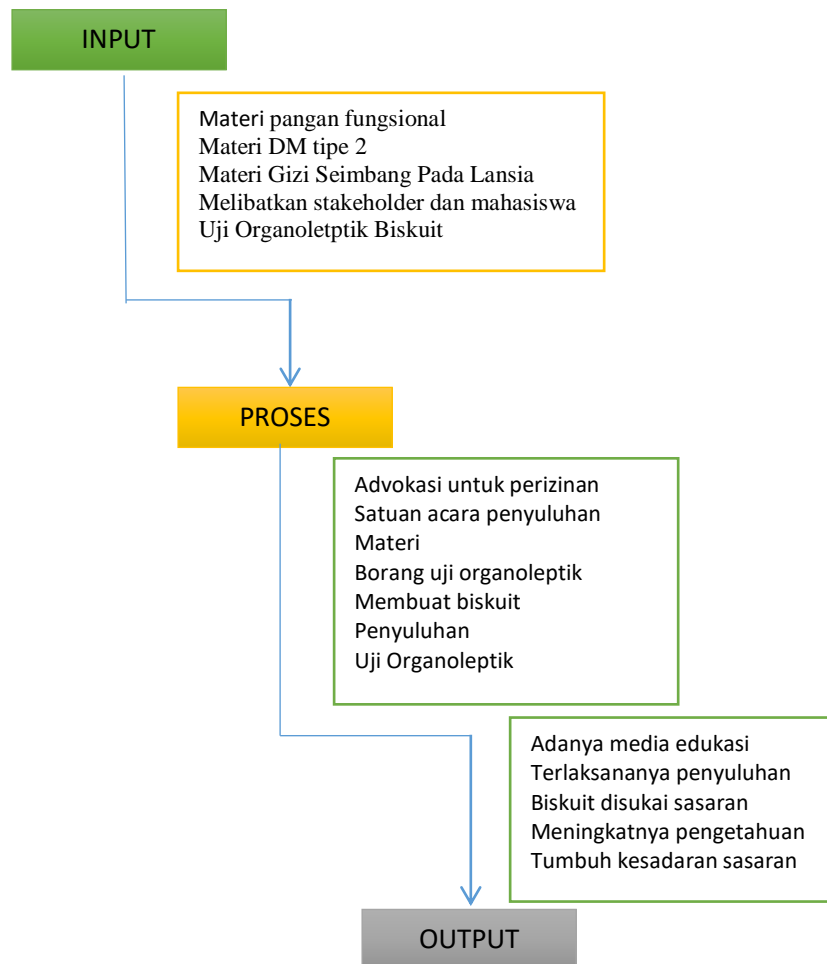 INPUT
Materi pangan fungsional
Materi DM tipe 2
Materi Gizi Seimbang Pada Lansia
Melibatkan stakeholder dan mahasiswa
Uji Organoletptik Biskuit
PROSES
Advokasi untuk perizinan
Satuan acara penyuluhan
Materi
Borang uji organoleptik
Membuat biskuit
Penyuluhan
Uji Organoleptik
Adanya media edukasi
Terlaksananya penyuluhan
Biskuit disukai sasaran
Meningkatnya pengetahuan
Tumbuh kesadaran sasaran
OUTPUT